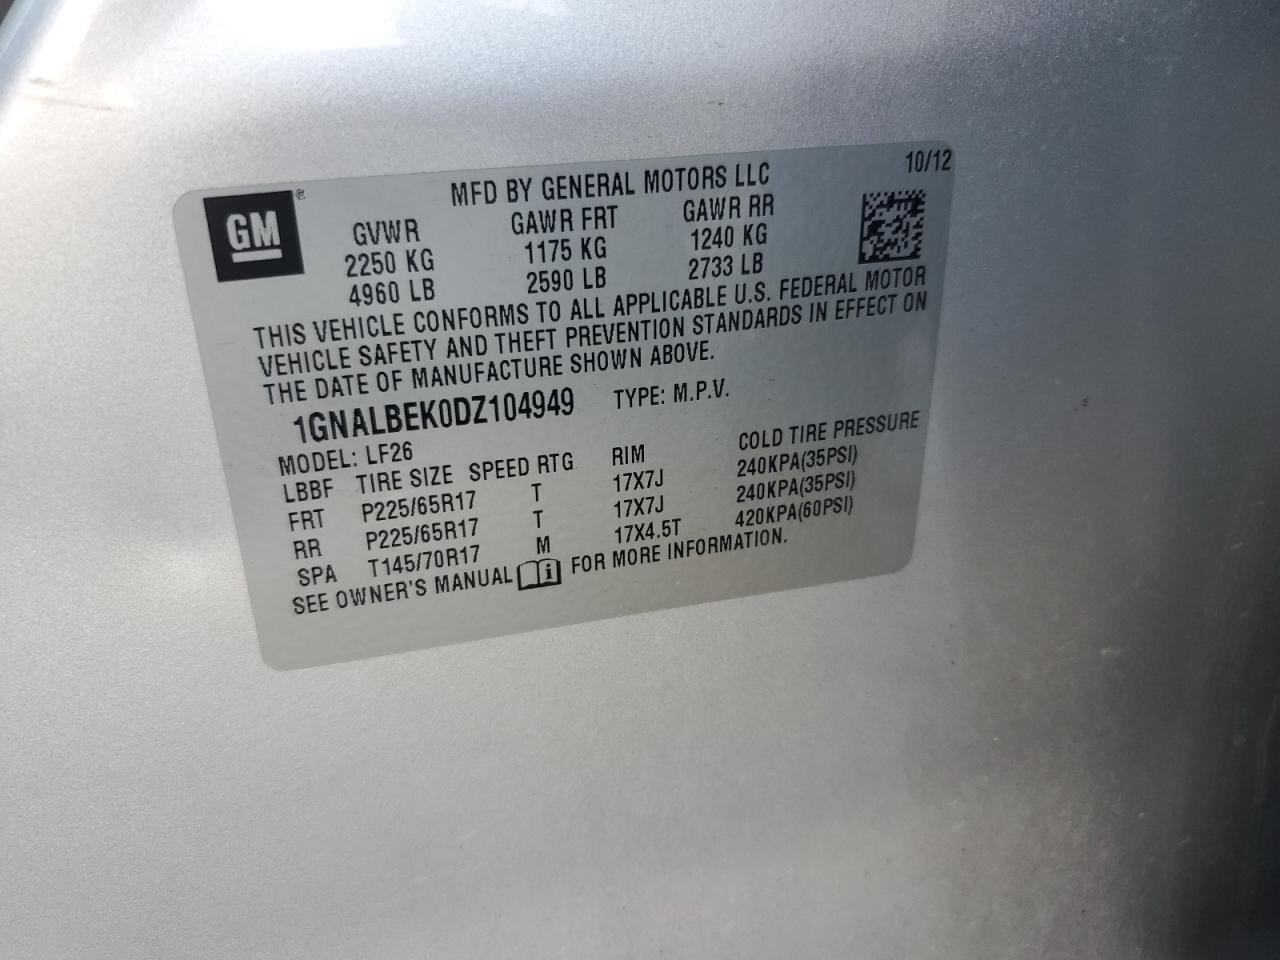 10/12
MFD BY GENERAL MOTORS LLC
GM®
GVWR GAWR FRT GAWR RR
2250 KG 1175 KG 1240 KG
4960 LB 2590 LB 2733 LB
THIS VEHICLE CONFORMS TO ALL APPLICABLE U.S. FEDERAL MOTOR
VEHICLE SAFETY AND THEFT PREVENTION STANDARDS IN EFFECT ON
THE DATE OF MANUFACTURE SHOWN ABOVE.
1GNALBEK0DZ104949 TYPE: M.P.V.
MODEL: LF26
LBBF TIRE SIZE SPEED RTG RIM COLD TIRE PRESSURE
FRT P225/65R17 T 17X7J 240KPA(35PSI)
RR P225/65R17 T 17X7J 240KPA(35PSI)
SPA T145/70R17 M 17X4.5T 420KPA(60PSI)
SEE OWNER'S MANUAL i FOR MORE INFORMATION.